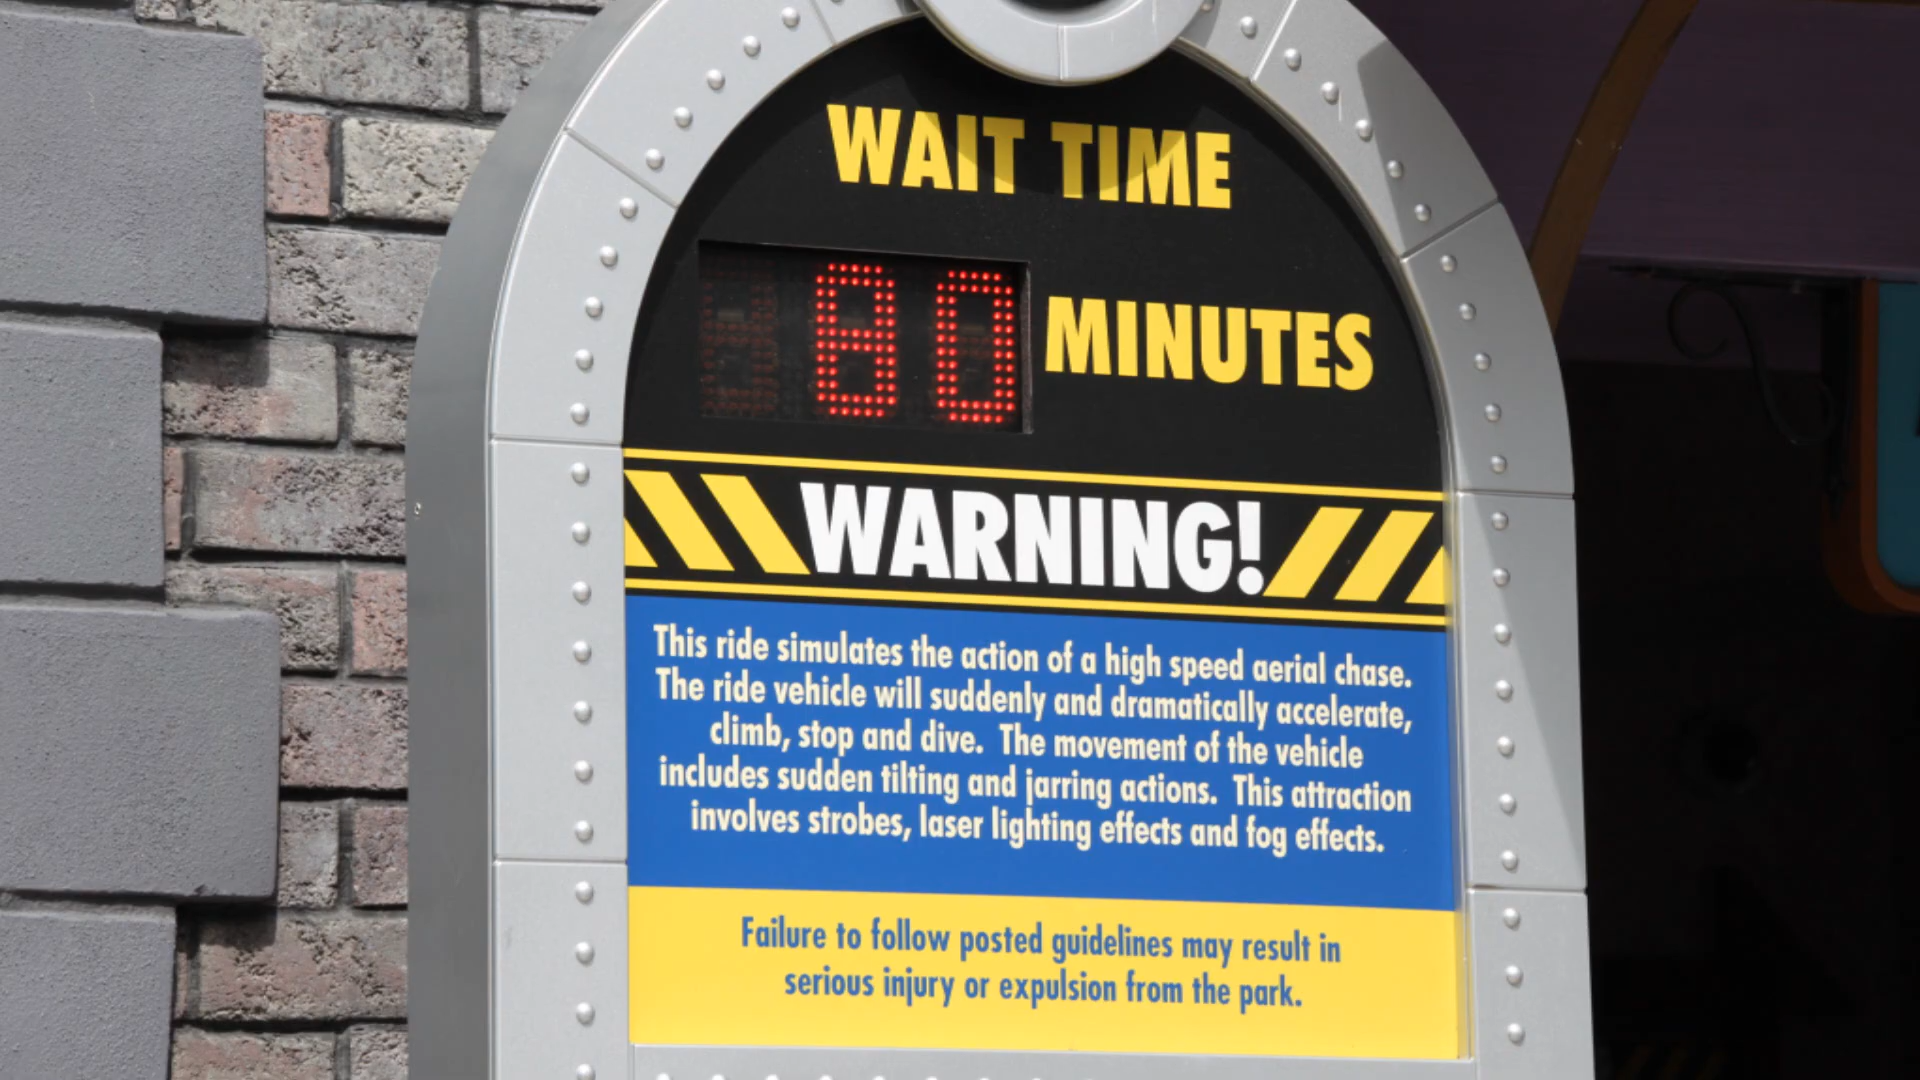 WAIT TIME
80 MINUTES
WARNING!
This ride simulates the action of a high speed aerial chase.
The ride vehicle will suddenly and dramatically accelerate,
climb, stop and dive. The movement of the vehicle
includes sudden tilting and jarring actions. This attraction
involves strobes, laser lighting effects and fog effects.
Failure to follow posted guidelines may result in
serious injury or expulsion from the park.